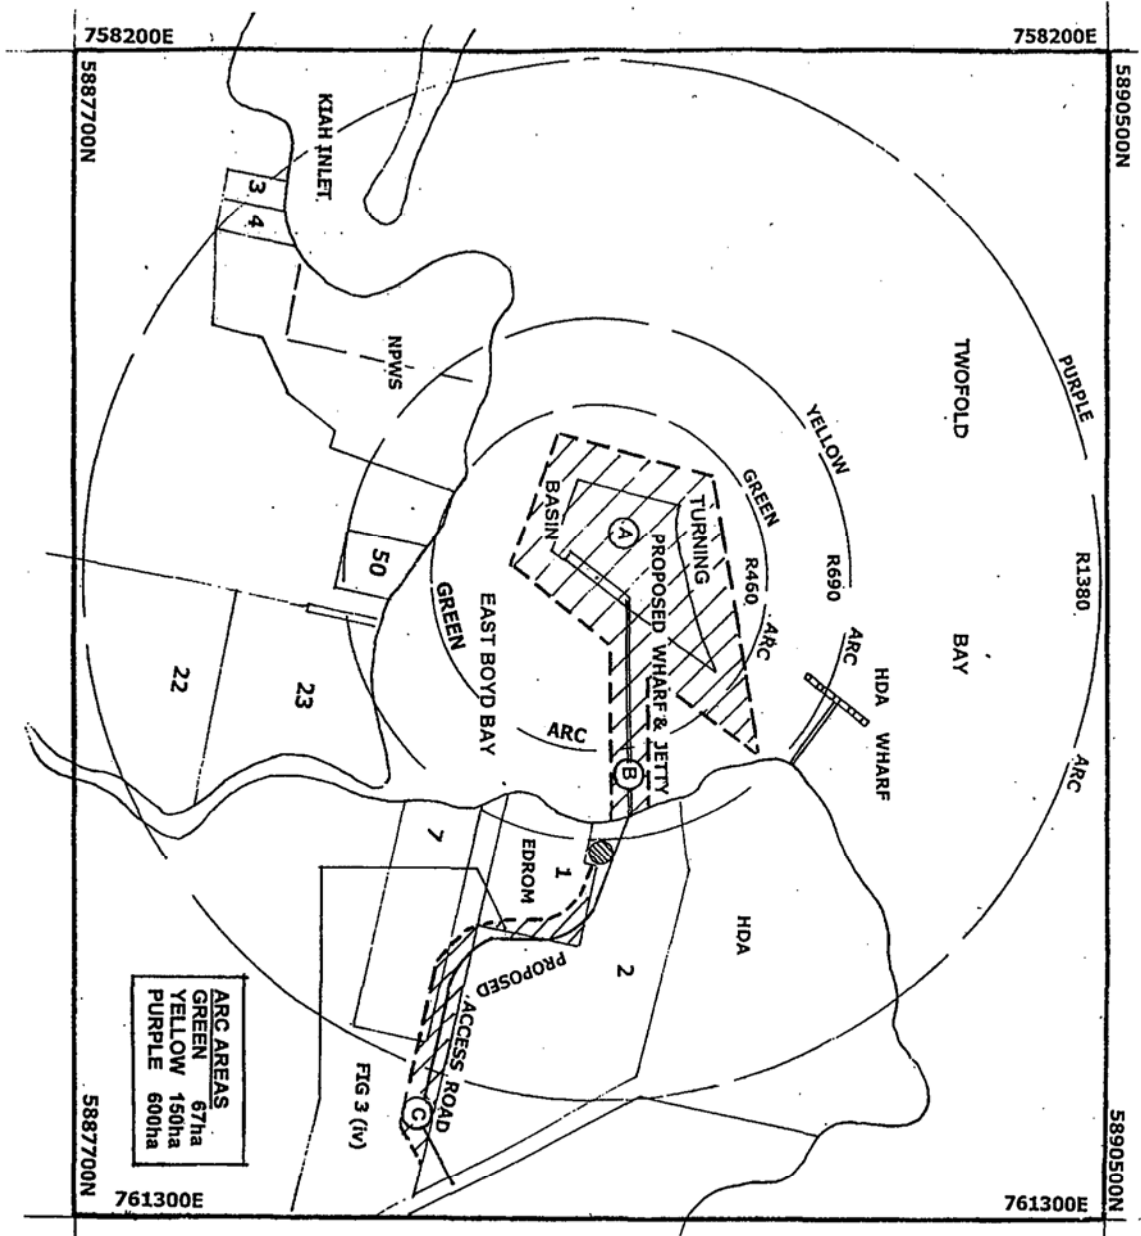 758200E
758200E
5887700N
5890500N
KIAH INLET
3
4
NPWS
TWOFOLD
BAY
PURPLE
R1380
ARC
YELLOW
R690
ARC
GREEN
R460
ARC
TURNING
BASIN
A
PROPOSED WHARF & JETTY
B
HDA WHARF
50
GREEN
ARC
EAST BOYD BAY
22
23
7
1
EDROM
2
HDA
PROPOSED
ACCESS ROAD
C
FIG 3 (iv)
ARC AREAS
GREEN 67ha
YELLOW 150ha
PURPLE 600ha
5887700N
5890500N
761300E
761300E